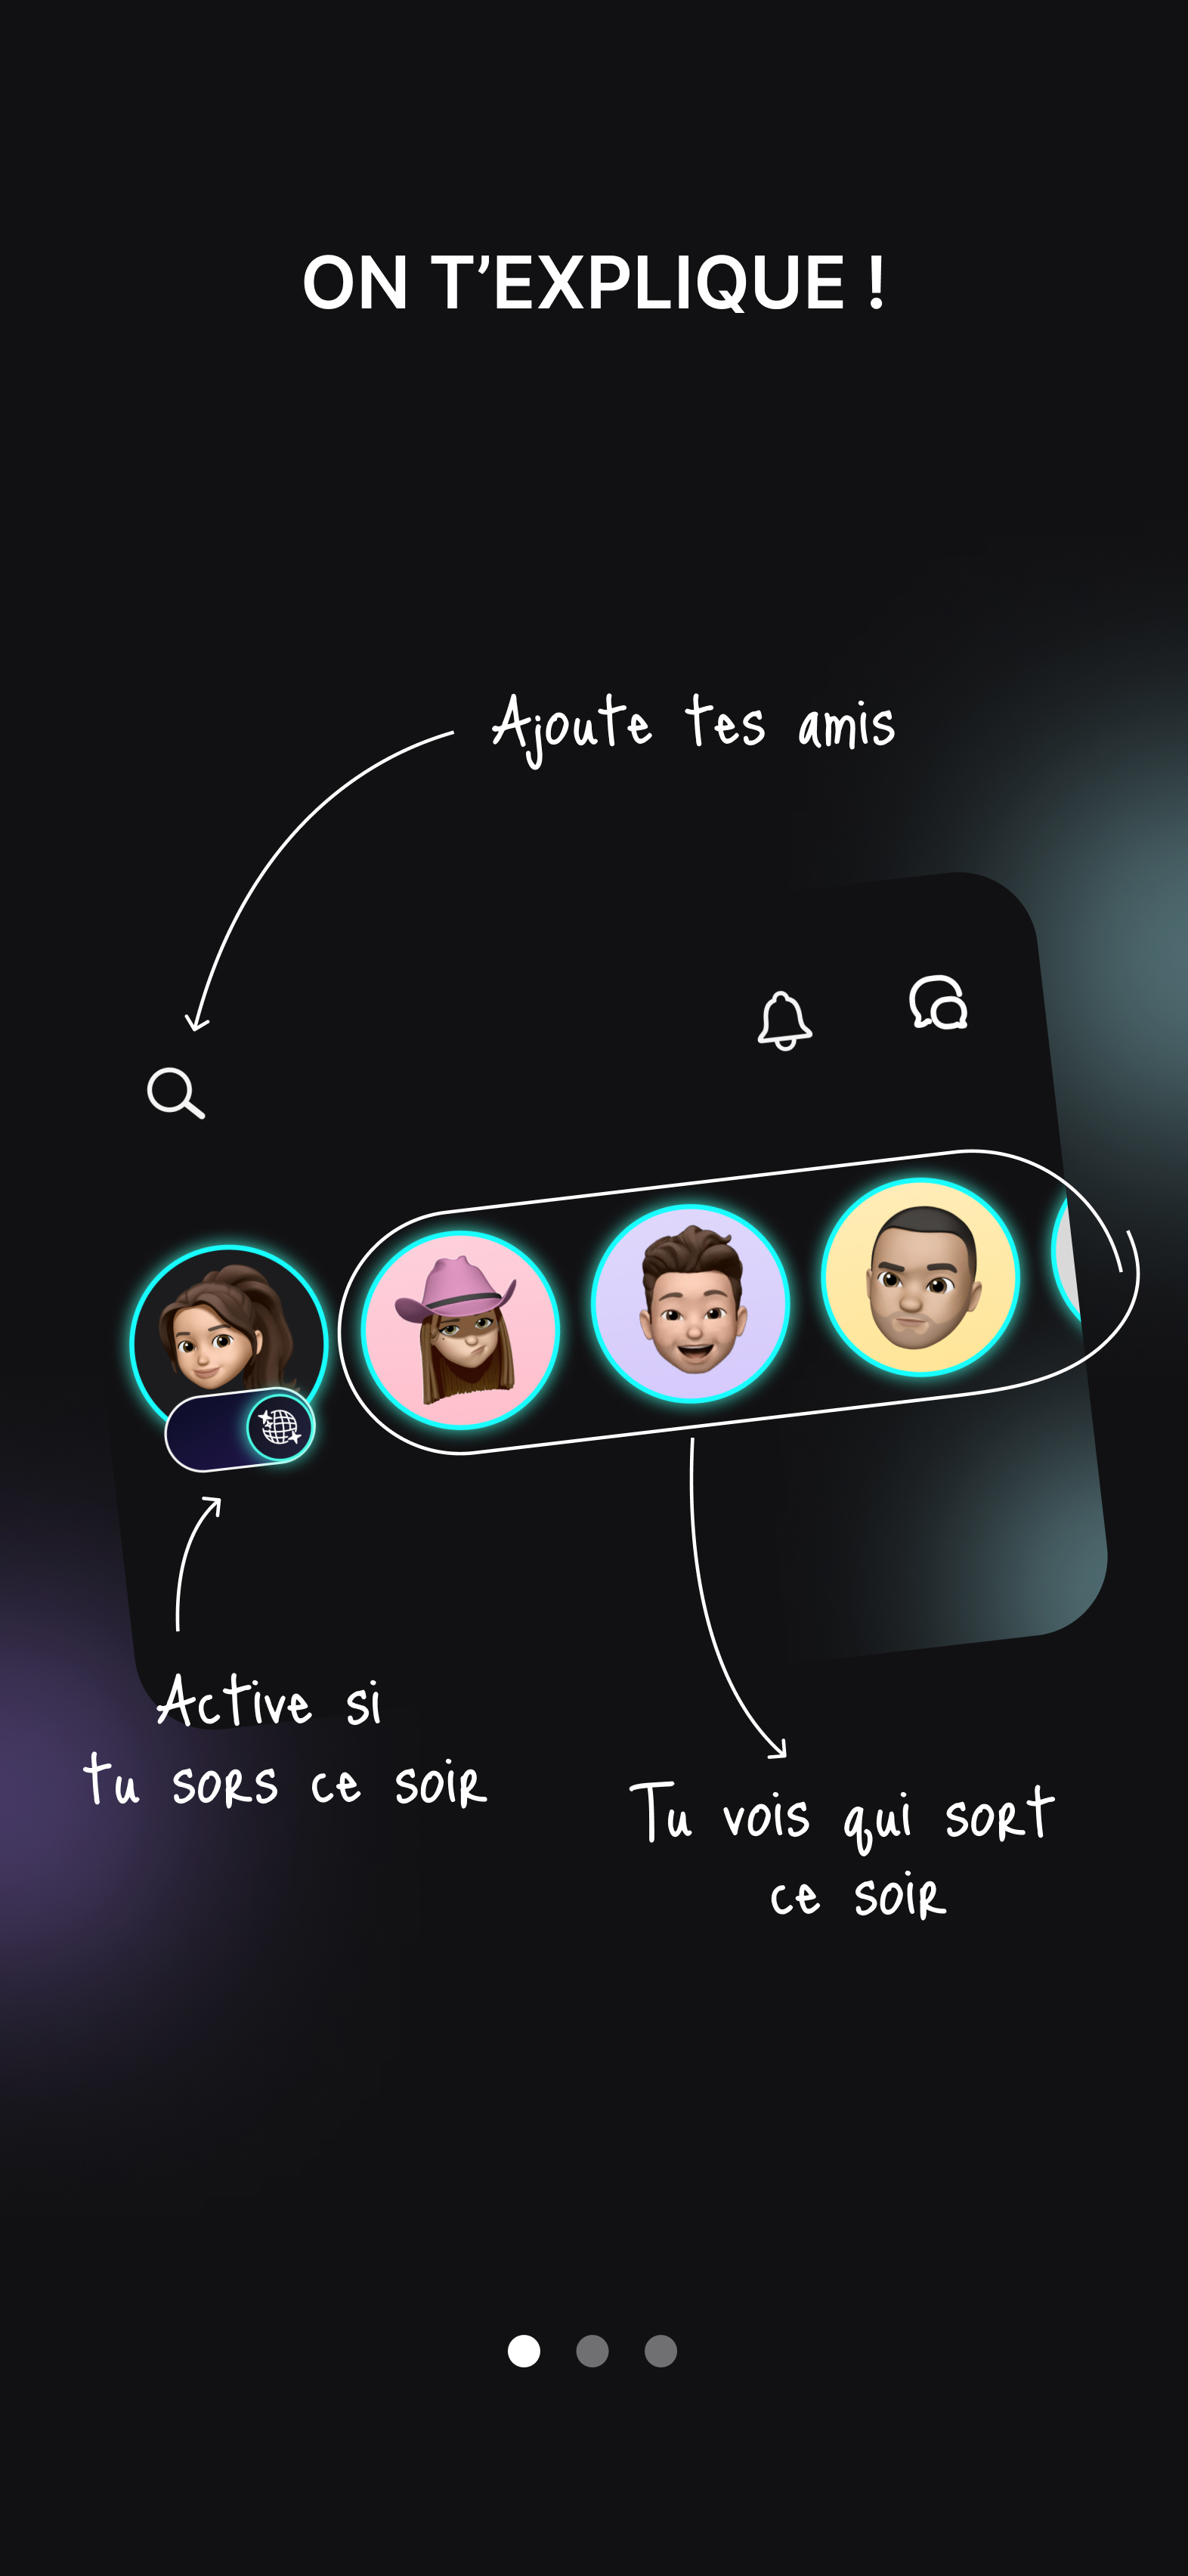 ON T’EXPLIQUE !
Ajoute tes amis
Active si
tu sors ce soir
Tu vois qui sort
ce soir